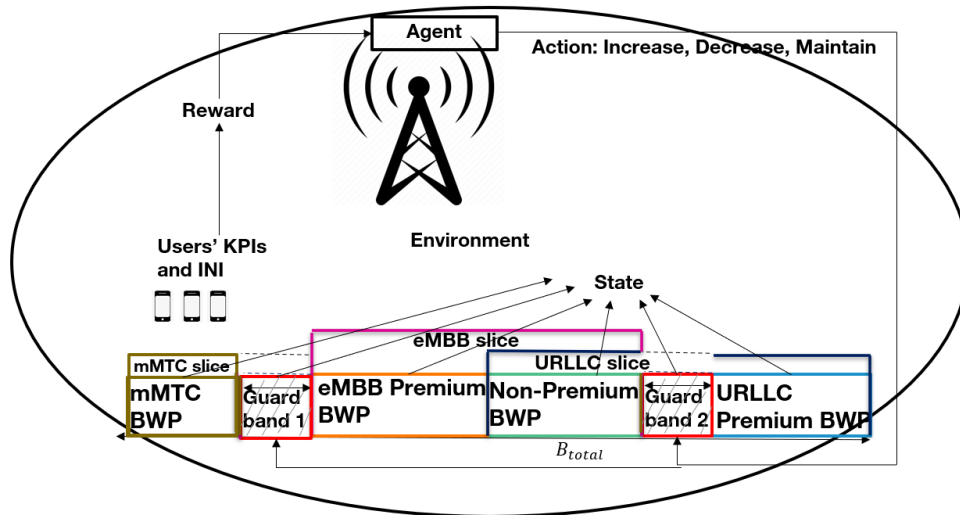 Agent
Action: Increase, Decrease, Maintain
Reward
Environment
Users’ KPIs
and INI
State
eMBB slice
mMTC slice
URLLC slice
mMTC
BWP
Guard
band 1
eMBB Premium
BWP
Non-Premium
BWP
Guard
band 2
URLLC
Premium BWP
B_total